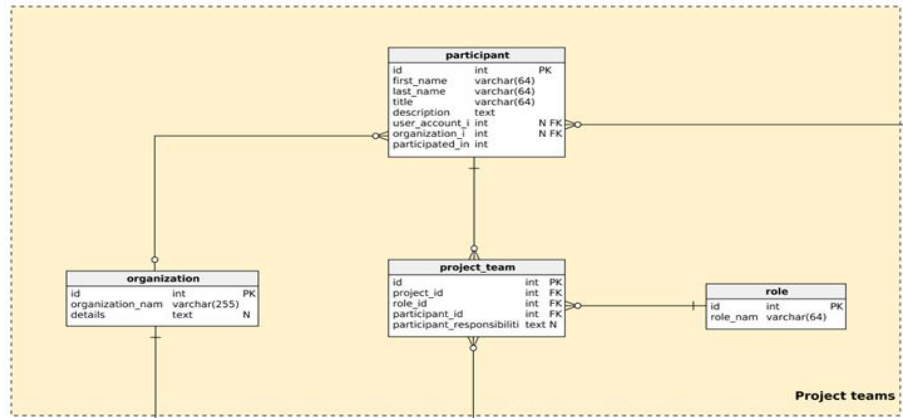 participant
id int PK
first_name varchar(64)
last_name varchar(64)
title varchar(64)
description text
user_account_i int N FK
organization_i int N FK
participated_in int
organization
id int PK
organization_nam varchar(255)
details text N
project_team
id int PK
project_id int FK
role_id int FK
participant_id int FK
participant_responsibiliti text N
role
id int PK
role_nam varchar(64)
Project teams